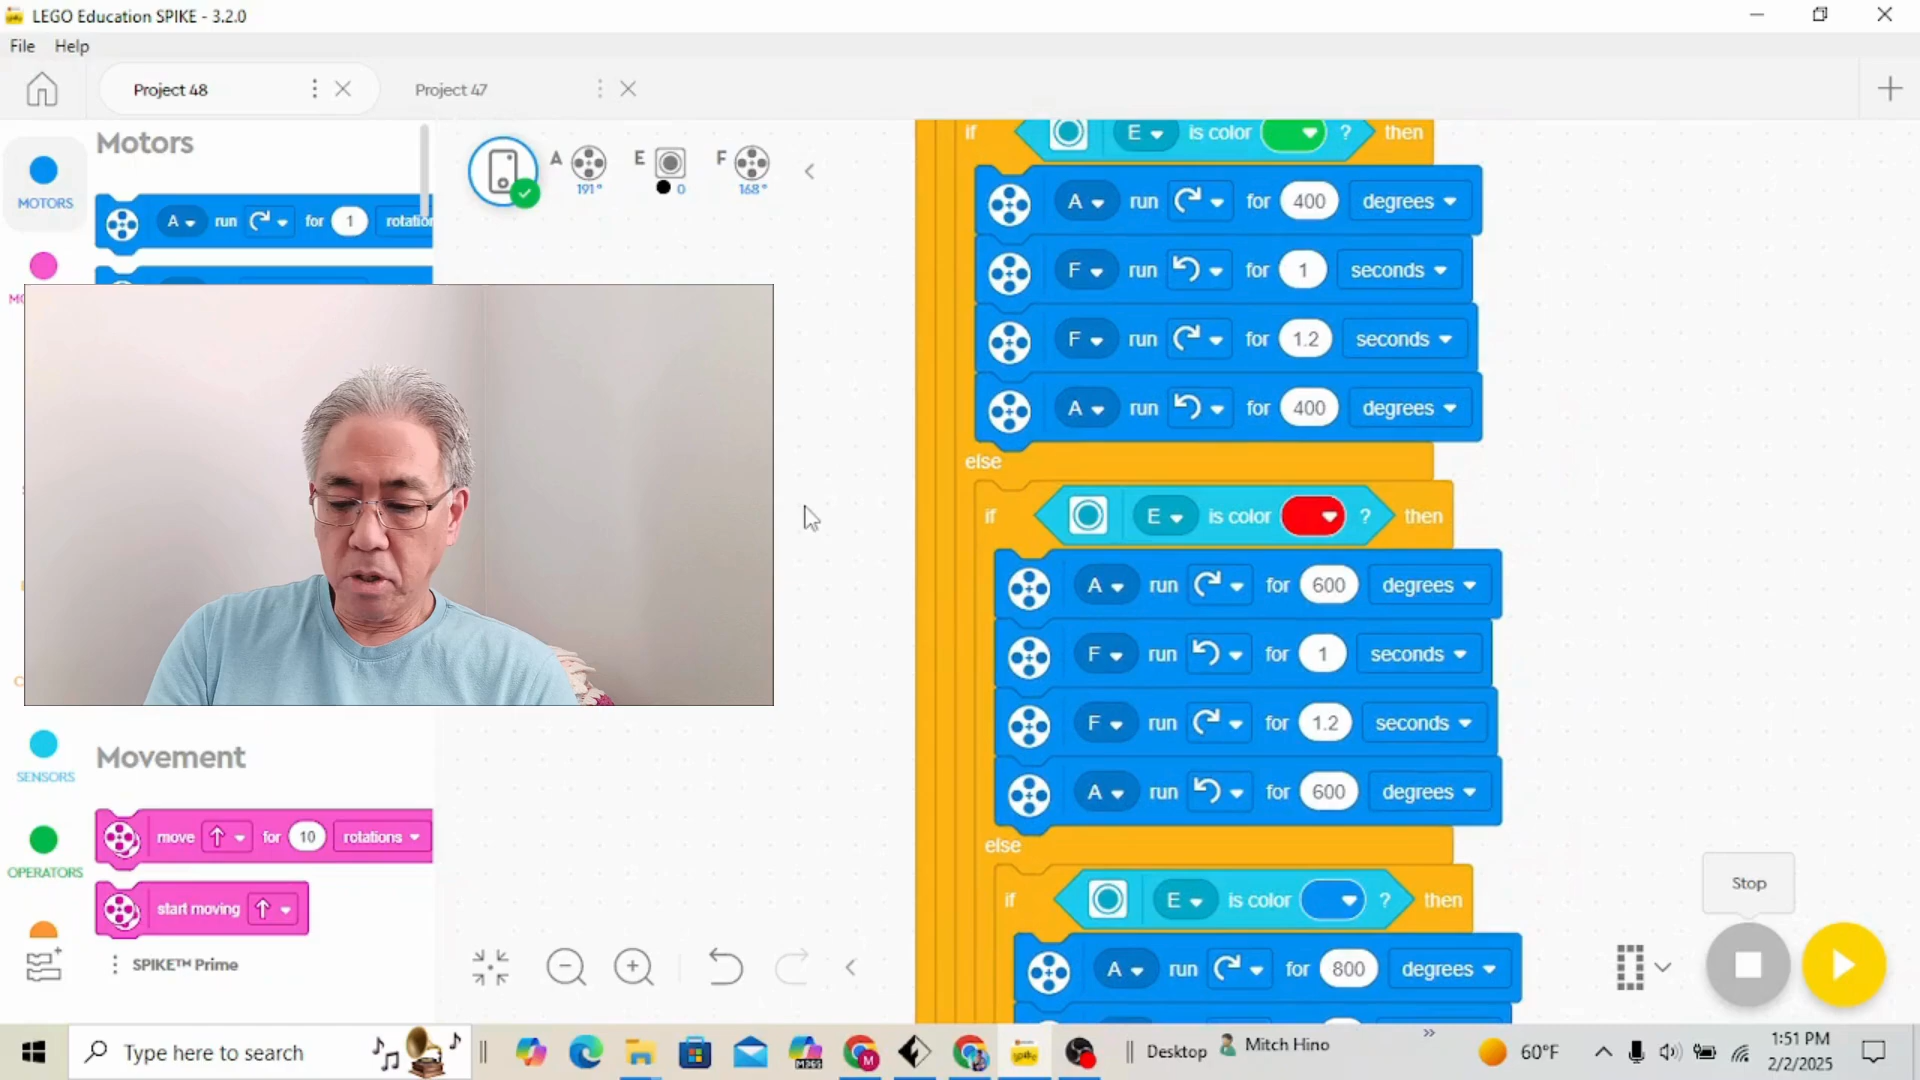 LEGO Education SPIKE - 3.2.0
File Help
Project 48
Project 47
MOTORS
Motors
A run for 1
A 191°
E 0
F 168°
if E is color ? then
A run for 400 degrees
F run for 1 seconds
F run for 1.2 seconds
A run for 400 degrees
else
if E is color ? then
A run for 600 degrees
F run for 1 seconds
F run for 1.2 seconds
A run for 600 degrees
else
if E is color ? then
A run for 800 degrees
SENSORS
OPERATORS
Movement
move for 10 rotations
start moving
SPIKE™ Prime
Stop
Type here to search
M365
M
spike
Desktop
Mitch Hino
60°F
1:51 PM
2/2/2025